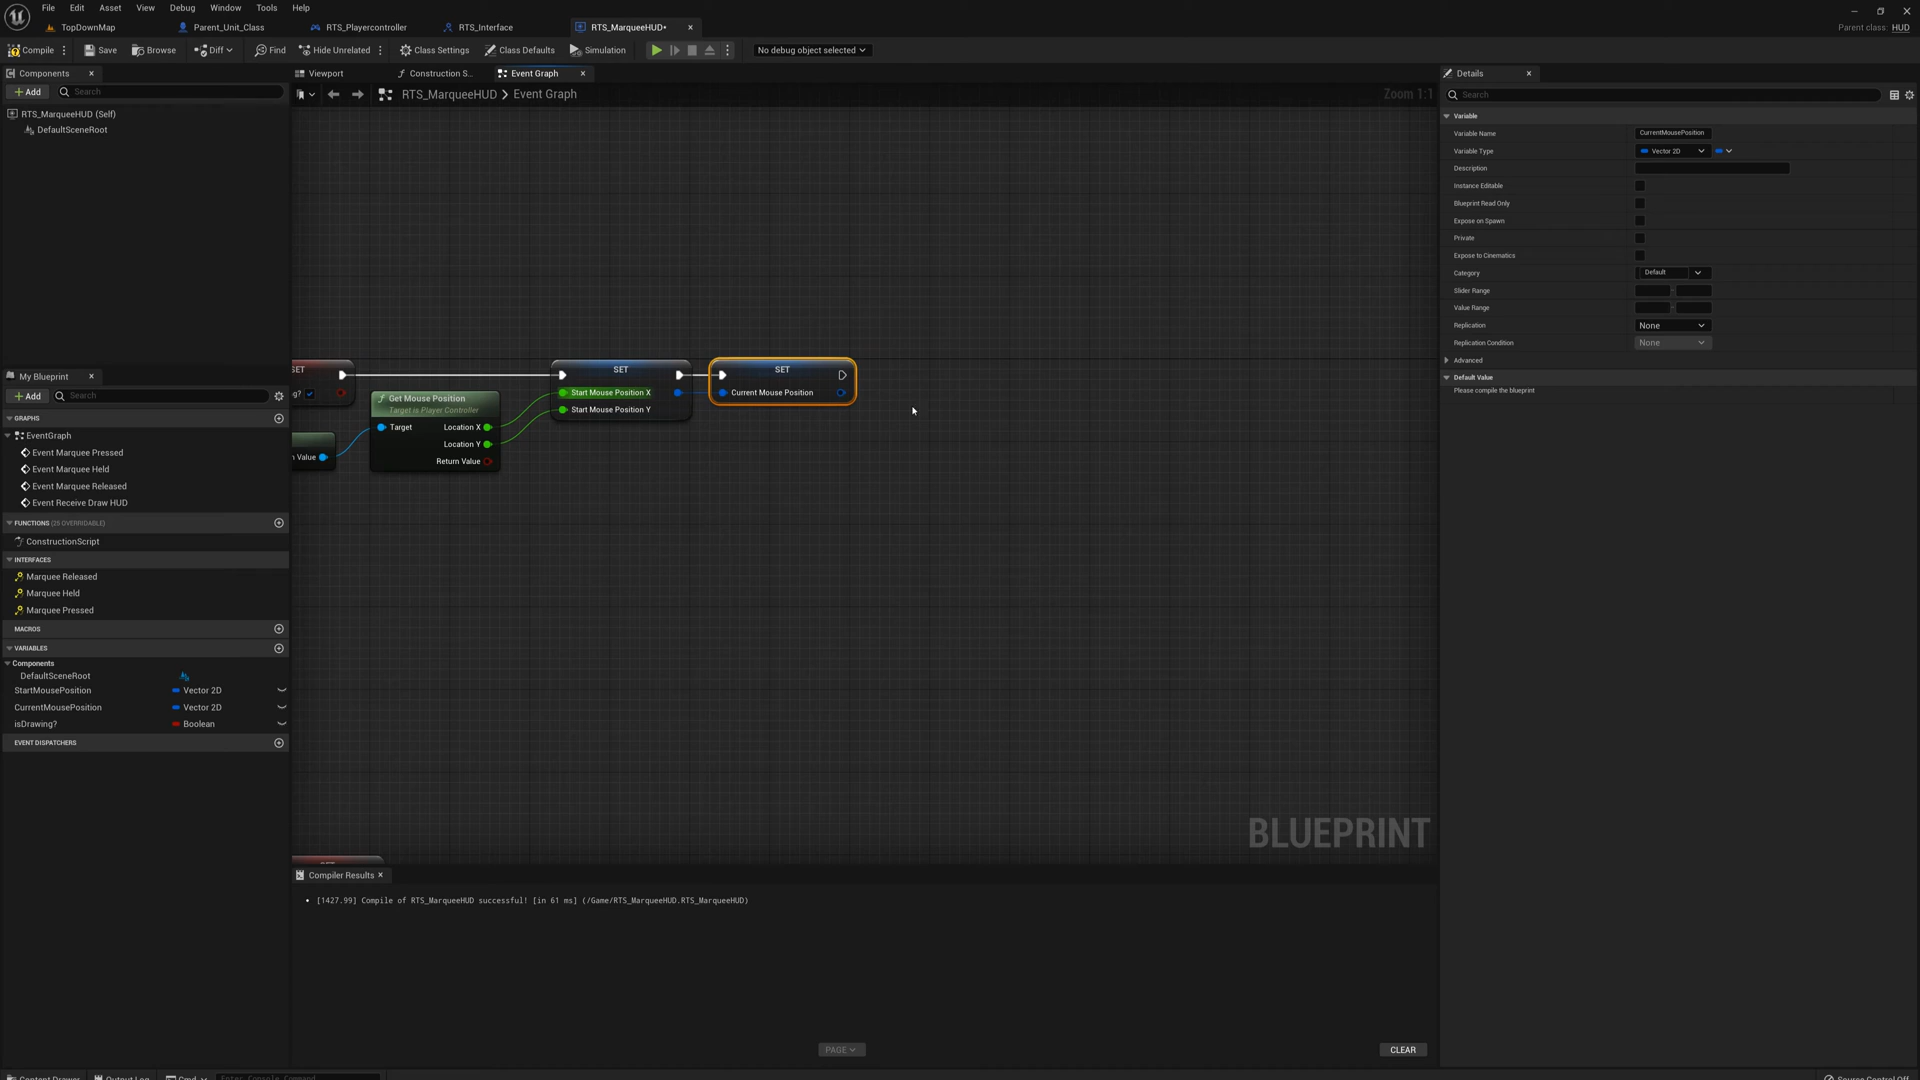 File Edit Asset View Debug Window Tools Help
TopDownMap Parent_Unit_Class RTS_Playercontroller RTS_Interface RTS_MarqueeHUD• Parent class: HUD
Compile Save Browse Diff Find Hide Unrelated Class Settings Class Defaults Simulation No debug object selected
Components
Add Search
RTS_MarqueeHUD (Self)
DefaultSceneRoot
My Blueprint
Add Search
GRAPHS
EventGraph
Event Marquee Pressed
Event Marquee Held
Event Marquee Released
Event Receive Draw HUD
FUNCTIONS (25 OVERRIDABLE)
ConstructionScript
INTERFACES
Marquee Released
Marquee Held
Marquee Pressed
MACROS
VARIABLES
Components
DefaultSceneRoot
StartMousePosition Vector 2D
CurrentMousePosition Vector 2D
isDrawing? Boolean
EVENT DISPATCHERS
Viewport Construction S... Event Graph
RTS_MarqueeHUD > Event Graph Zoom 1:1
SET
g?
n Value
Get Mouse Position
Target is Player Controller
Target Location X
Location Y
Return Value
SET
Start Mouse Position X
Start Mouse Position Y
SET
Current Mouse Position
BLUEPRINT
Compiler Results
• [1427.99] Compile of RTS_MarqueeHUD successful! [in 61 ms] (/Game/RTS_MarqueeHUD.RTS_MarqueeHUD)
PAGE CLEAR
Details
Search
Variable
Variable Name CurrentMousePosition
Variable Type Vector 2D
Description
Instance Editable
Blueprint Read Only
Expose on Spawn
Private
Expose to Cinematics
Category Default
Slider Range
Value Range
Replication None
Replication Condition None
Advanced
Default Value
Please compile the blueprint
Content Drawer Output Log Cmd Enter Console Command Source Control Off